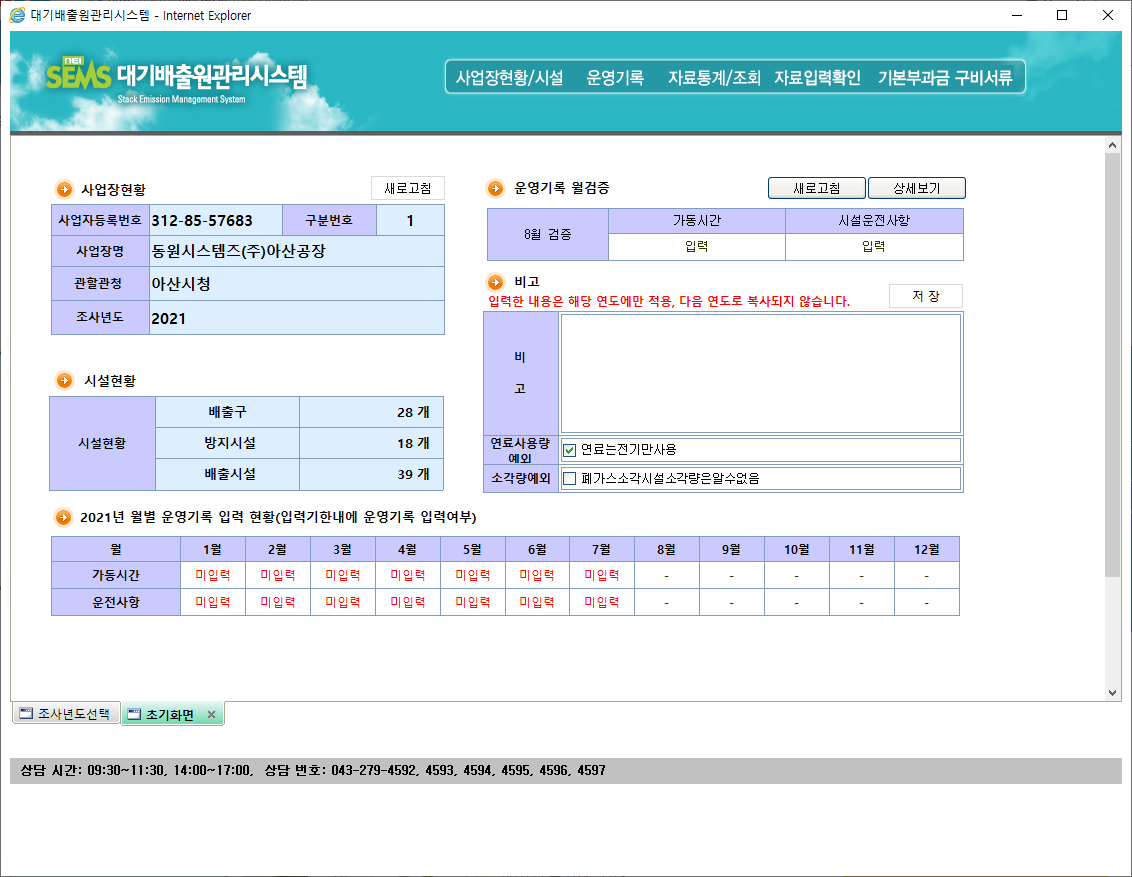 대기배출원관리시스템 - Internet Explorer
NEI
SEMS 대기배출원관리시스템
Stack Emission Management System
사업장현황/시설 운영기록 자료통계/조회 자료입력확인 기본부과금 구비서류
사업장현황 새로고침
사업자등록번호 312-85-57683 구분번호 1
사업장명 동원시스템즈(주)아산공장
관할관청 아산시청
조사년도 2021
운영기록 월검증 새로고침 상세보기
8월 검증 가동시간 시설운전사항
입력 입력
비고
입력한 내용은 해당 연도에만 적용, 다음 연도로 복사되지 않습니다. 저 장
비
고
연료사용량
예외 연료는전기만사용
소각량예외 폐가스소각시설소각량은알수없음
시설현황
시설현황 배출구 28 개
방지시설 18 개
배출시설 39 개
2021년 월별 운영기록 입력 현황(입력기한내에 운영기록 입력여부)
월 1월 2월 3월 4월 5월 6월 7월 8월 9월 10월 11월 12월
가동시간 미입력 미입력 미입력 미입력 미입력 미입력 미입력 - - - - -
운전사항 미입력 미입력 미입력 미입력 미입력 미입력 미입력 - - - - -
조사년도선택 초기화면
상담 시간: 09:30~11:30, 14:00~17:00, 상담 번호: 043-279-4592, 4593, 4594, 4595, 4596, 4597